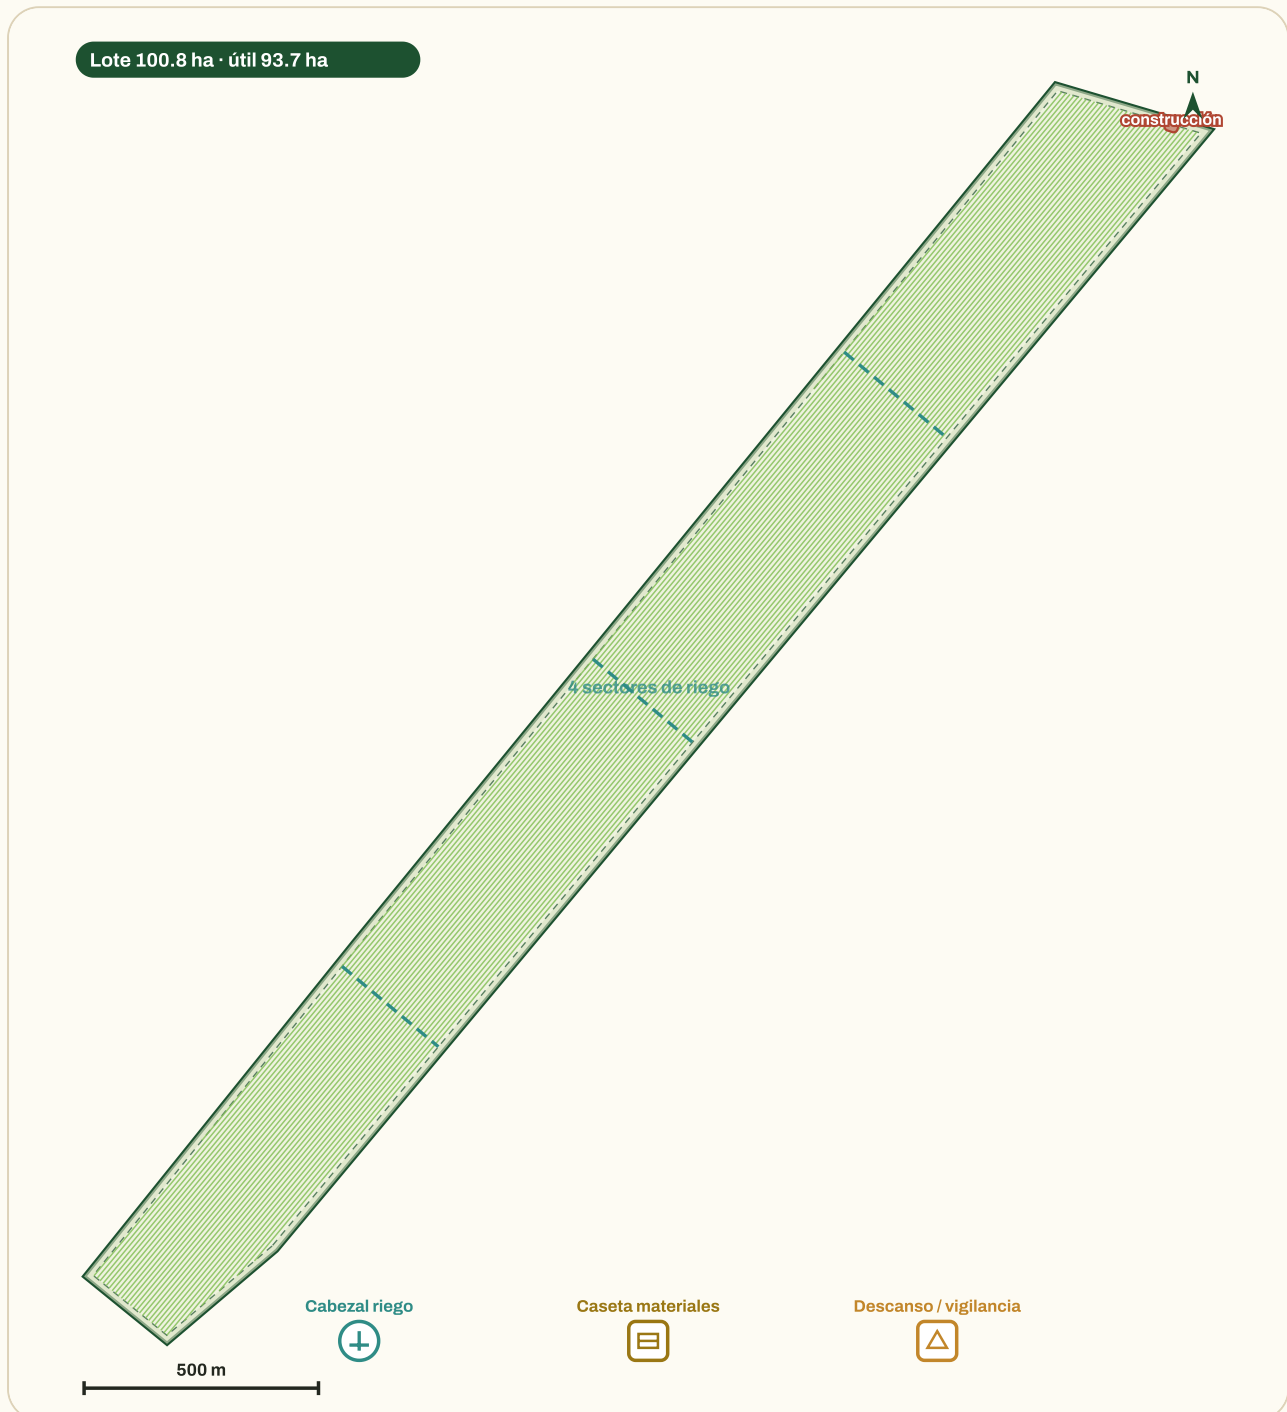 Lote 100.8 ha · útil 93.7 ha
N
construcción
4 sectores de riego
Cabezal riego
Caseta materiales
Descanso / vigilancia
500 m